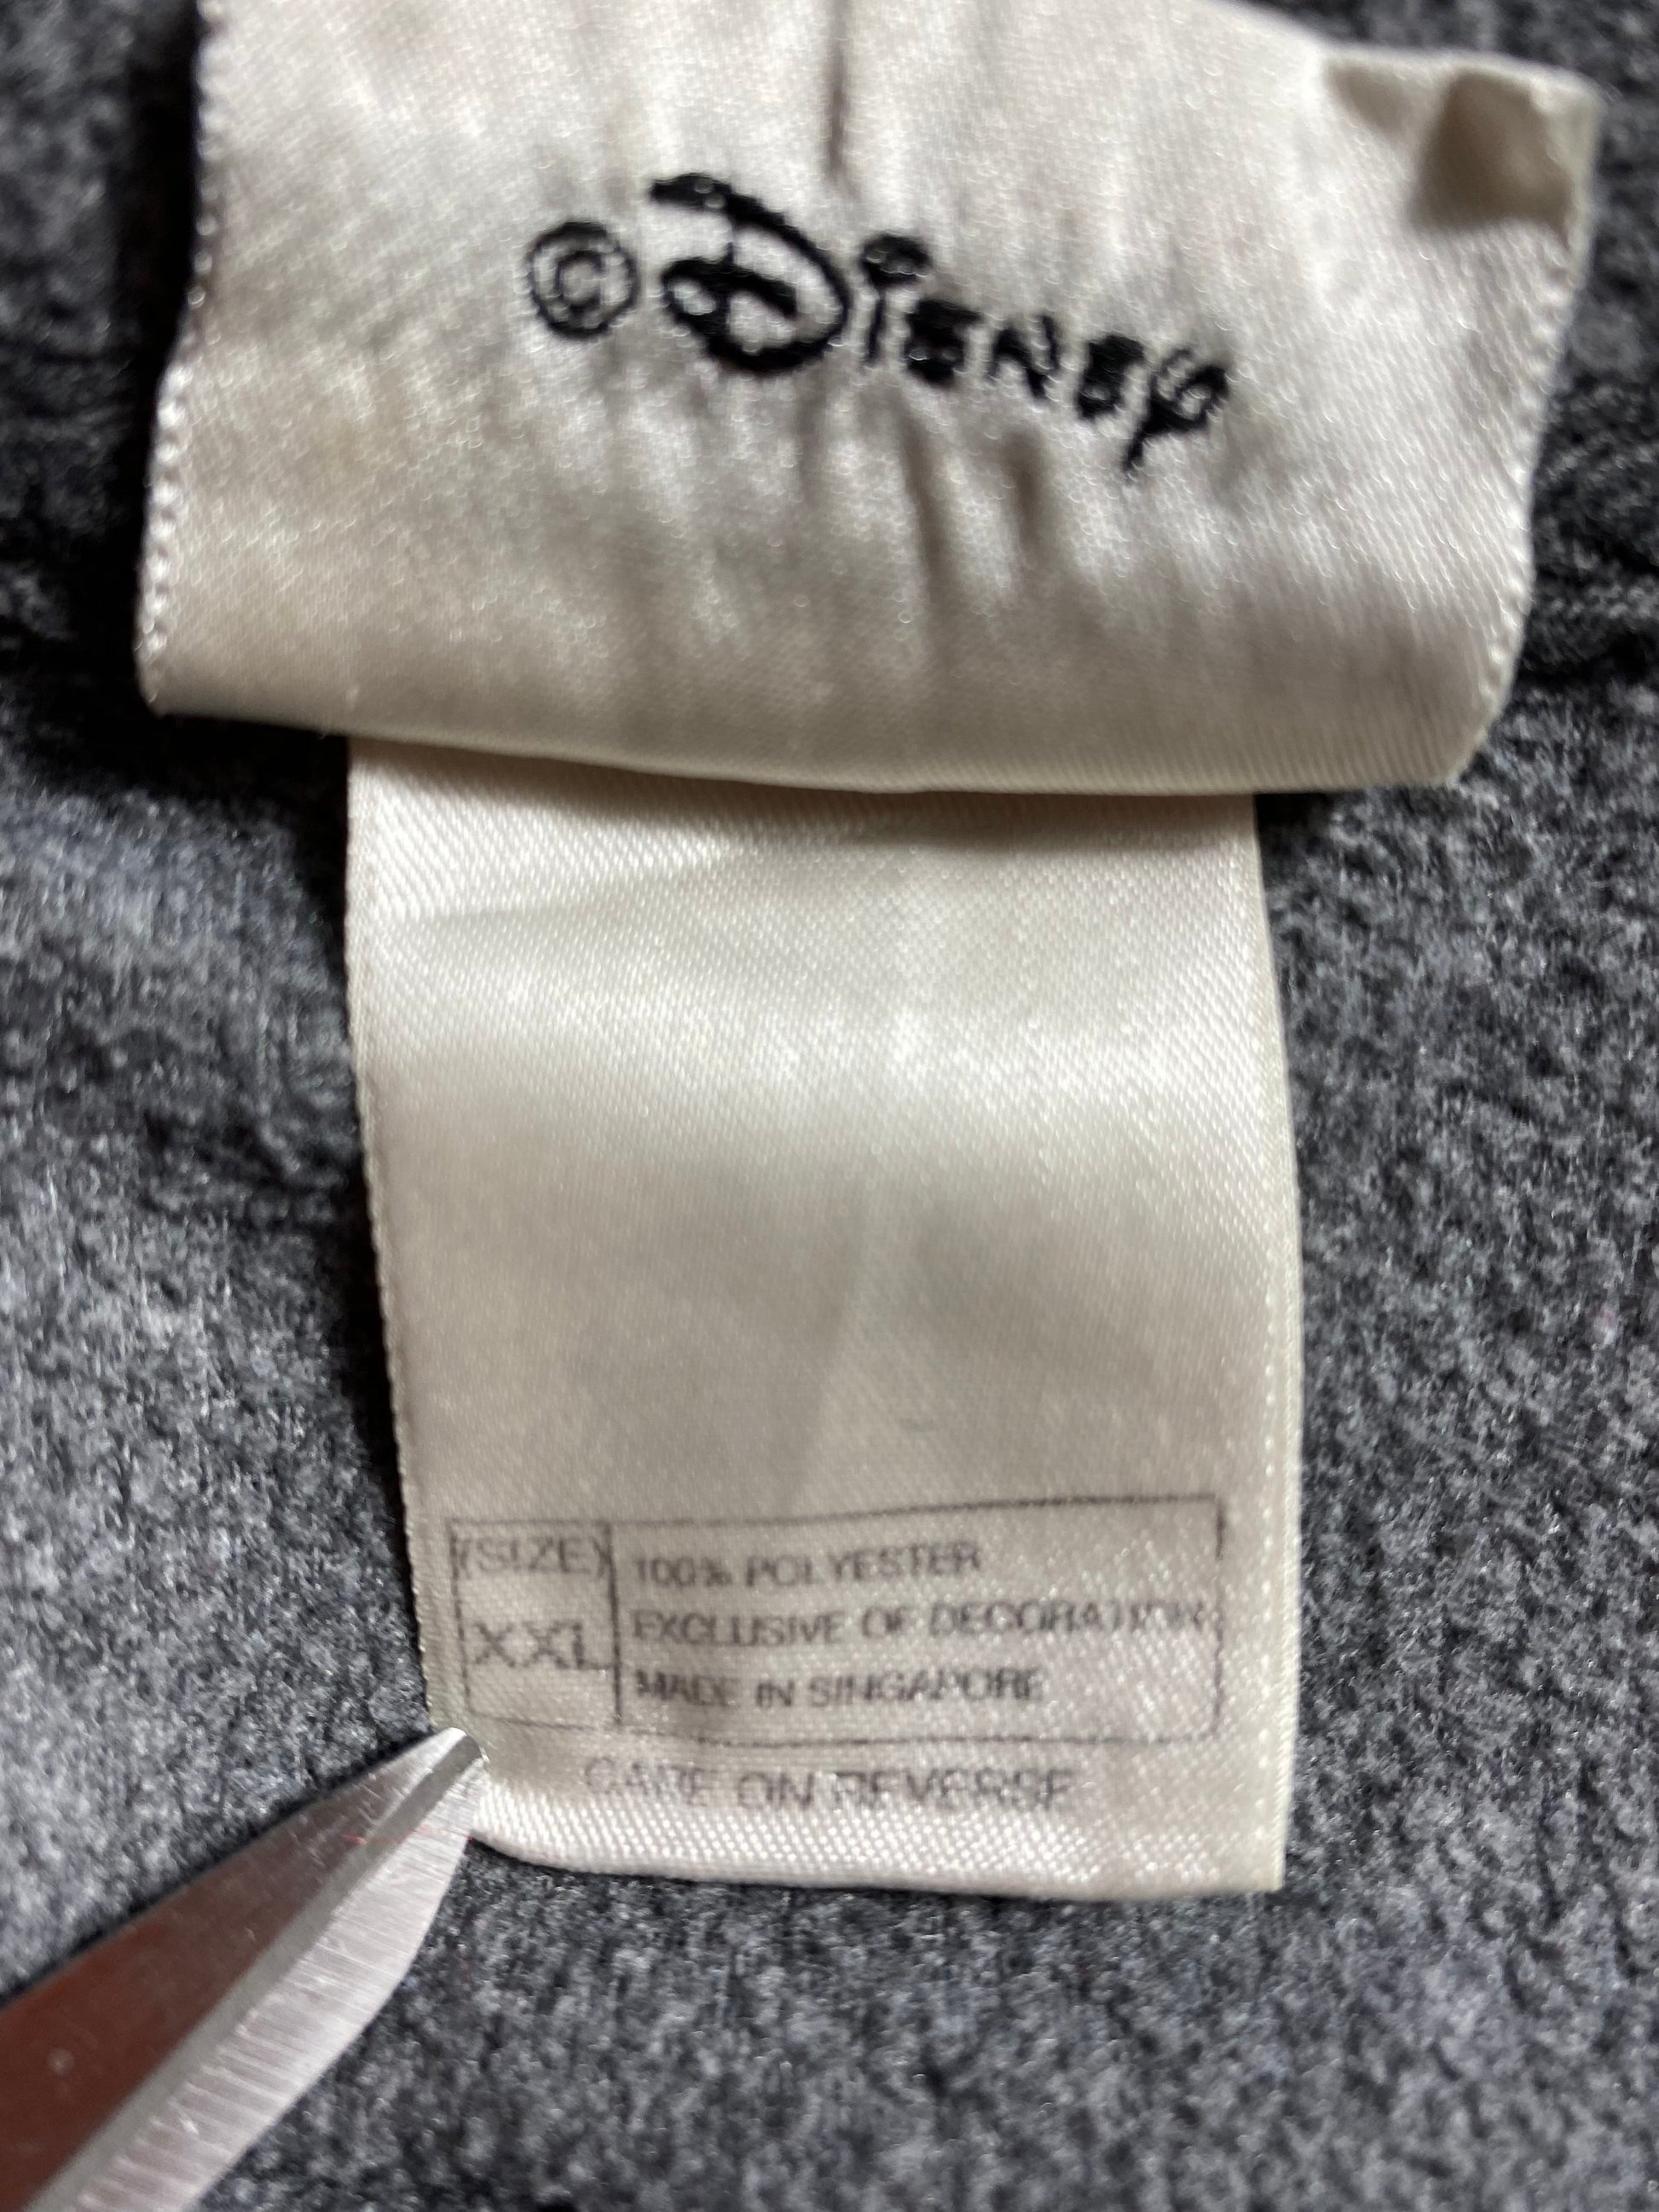 © Disney
(SIZE)
XXL
100% POLYESTER
EXCLUSIVE OF DECORATION
MADE IN SINGAPORE
CARE ON REVERSE